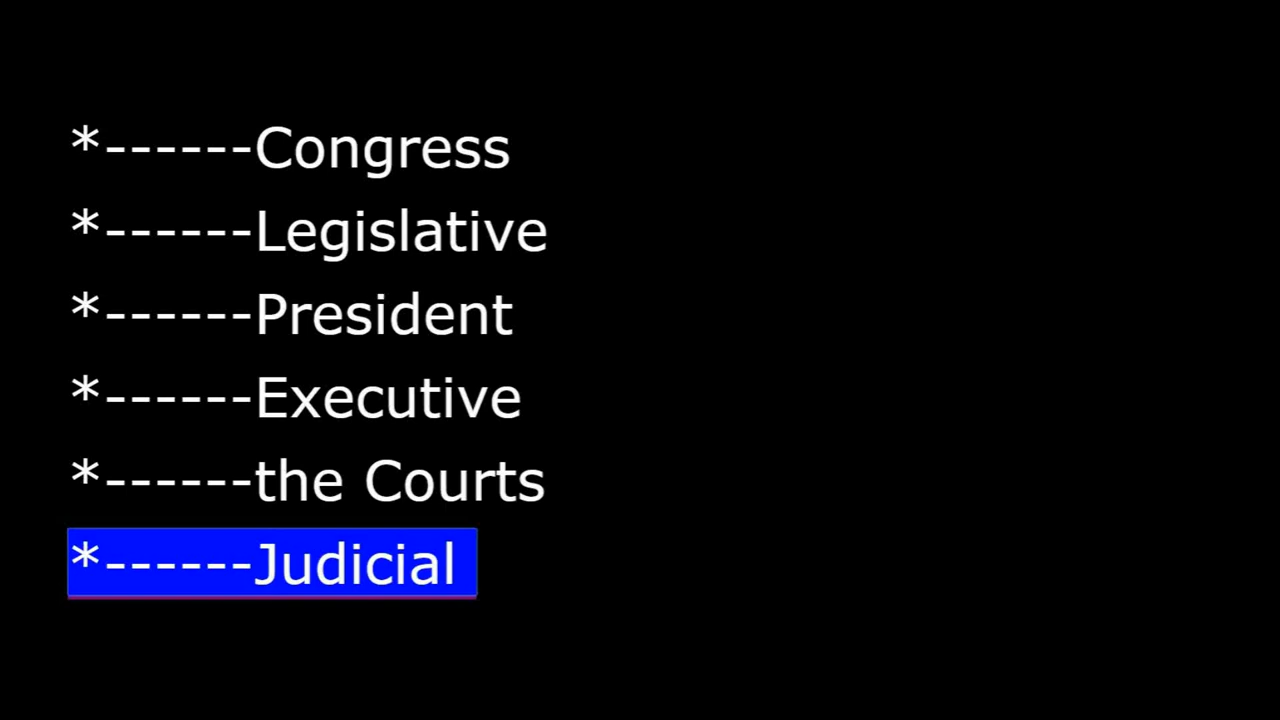 *------Congress
*------Legislative
*------President
*------Executive
*------the Courts
*------Judicial